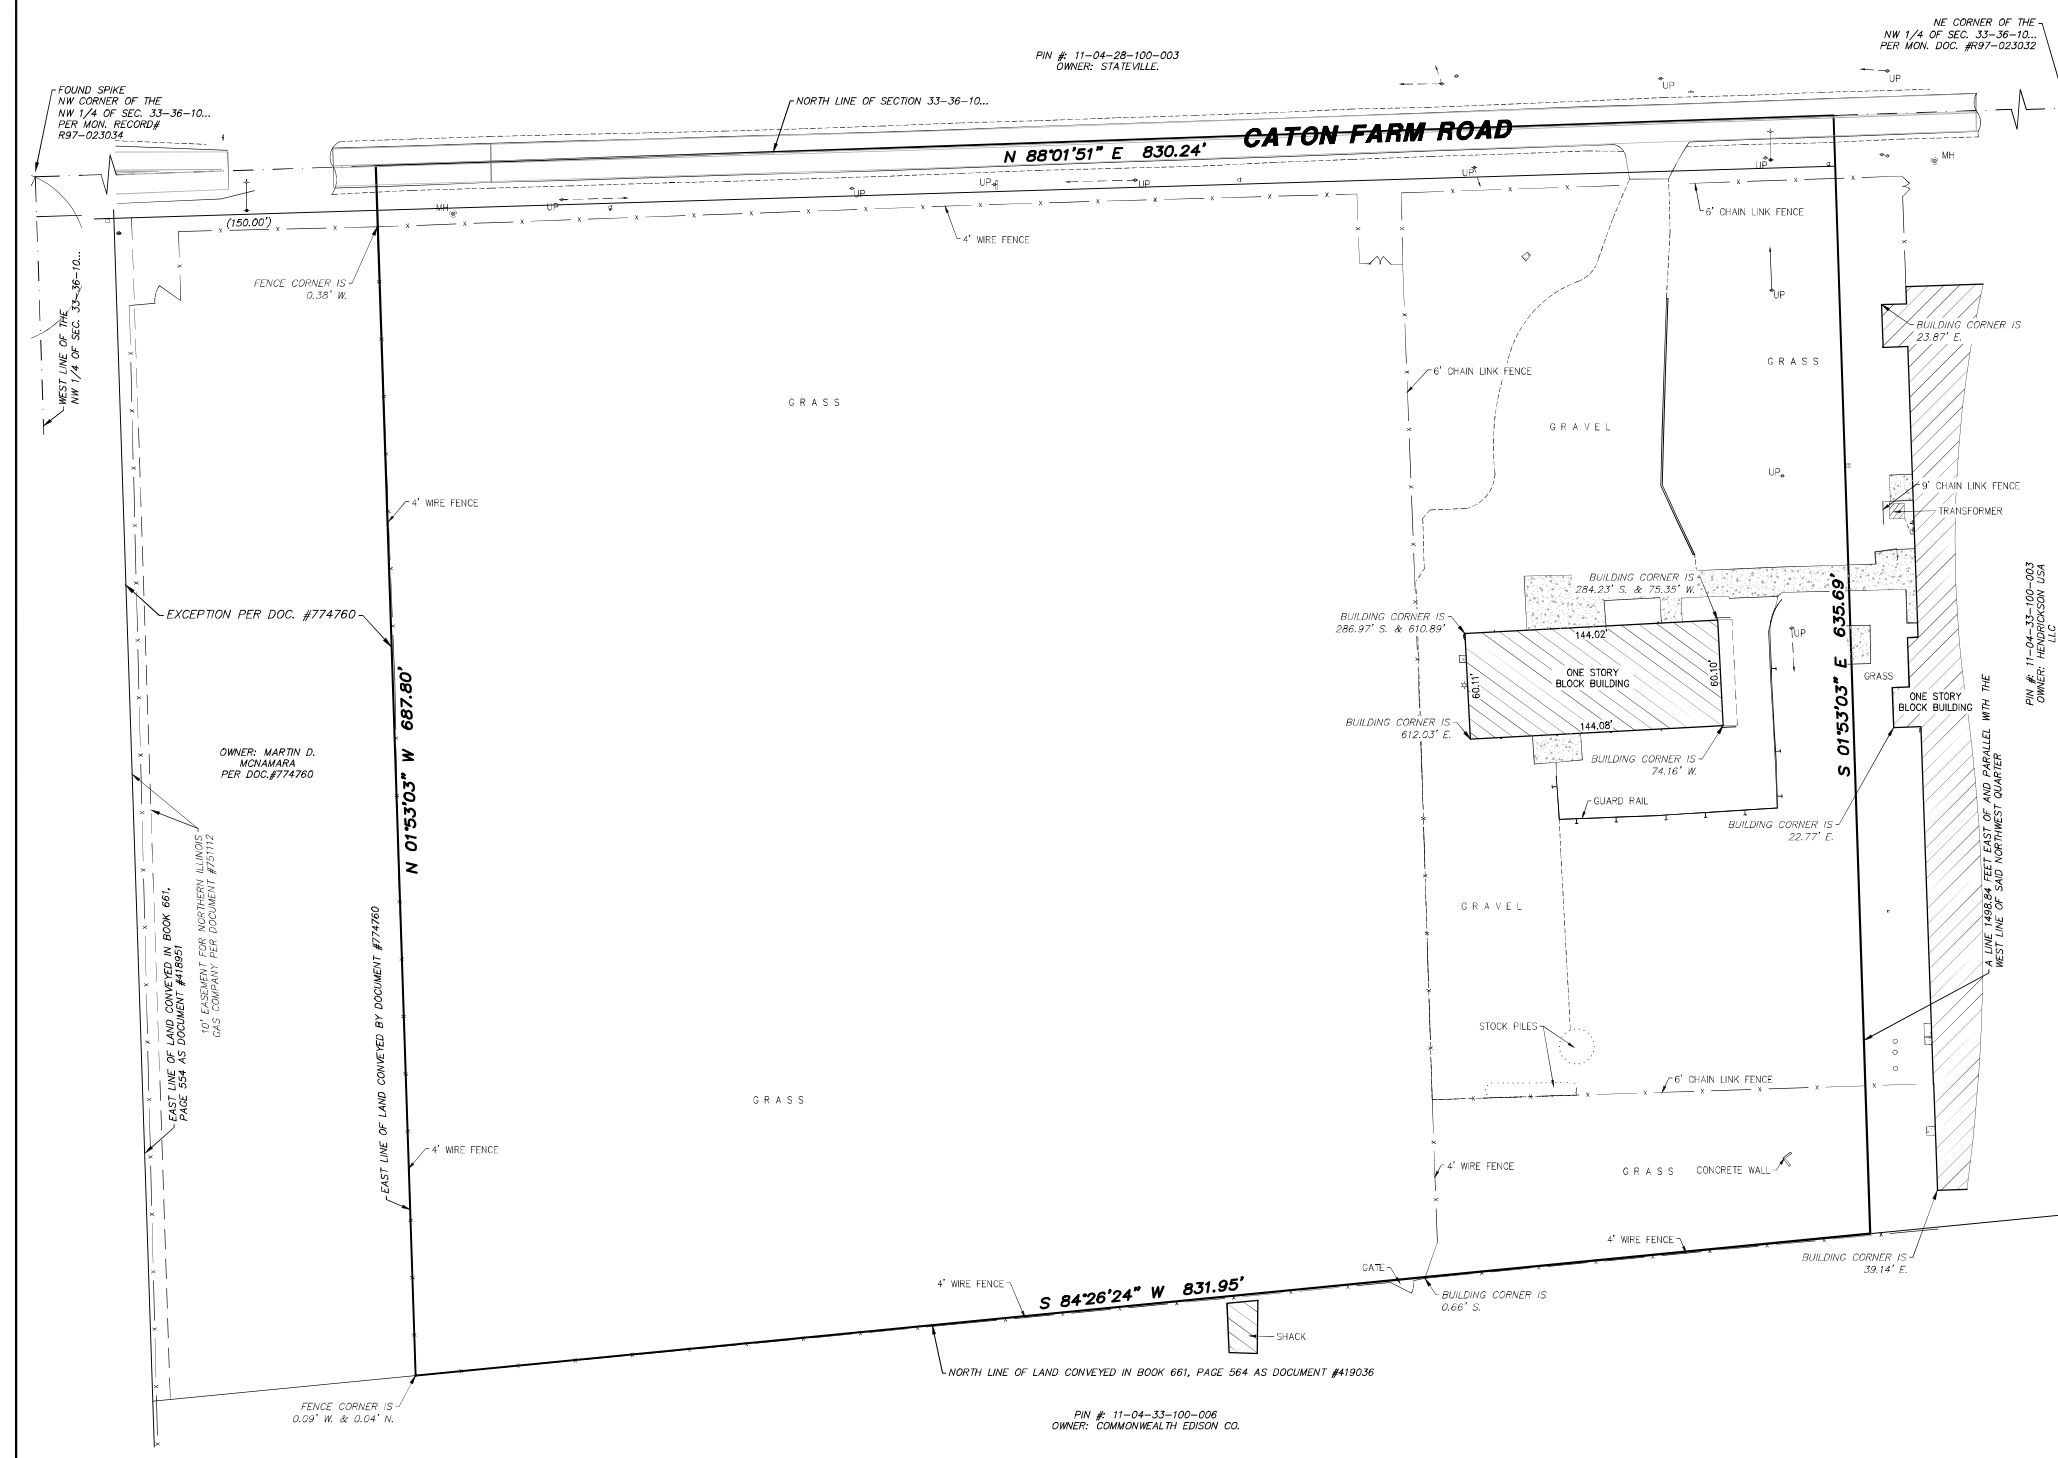 NE CORNER OF THE
NW 1/4 OF SEC. 33-36-10...
PER MON. DOC. #R97-023032
PIN #: 11-04-28-100-003
OWNER: STATEVILLE.
UP
UP
FOUND SPIKE
NW CORNER OF THE
NW 1/4 OF SEC. 33-36-10...
PER MON. RECORD#
R97-023034
NORTH LINE OF SECTION 33-36-10...
CATON FARM ROAD
N 88°01'51" E 830.24'
MH
UP
UP
UP
UP
UP
UP
MH
(150.00')
6' CHAIN LINK FENCE
4' WIRE FENCE
FENCE CORNER IS
0.38' W.
WEST LINE OF THE
NW 1/4 OF SEC. 33-36-10...
UP
BUILDING CORNER IS
23.87' E.
GRASS
6' CHAIN LINK FENCE
GRASS
GRAVEL
UP
9' CHAIN LINK FENCE
4' WIRE FENCE
TRANSFORMER
BUILDING CORNER IS
284.23' S. & 75.35' W.
EXCEPTION PER DOC. #774760
BUILDING CORNER IS
286.97' S. & 610.89'
144.02'
UP
ONE STORY
BLOCK BUILDING
60.11'
60.10'
144.08'
GRASS
ONE STORY
BLOCK BUILDING
S 01°53'03" E 635.69'
PIN #: 11-04-33-100-003
OWNER: HENDRICKSON USA
LLC
N 01°53'03" W 687.80'
BUILDING CORNER IS
612.03' E.
BUILDING CORNER IS
74.16' W.
OWNER: MARTIN D.
MCNAMARA
PER DOC.#774760
GUARD RAIL
BUILDING CORNER IS
22.77' E.
A LINE 1498.84 FEET EAST OF AND PARALLEL WITH THE
WEST LINE OF SAID NORTHWEST QUARTER
10' EASEMENT FOR NORTHERN ILLINOIS
GAS COMPANY PER DOCUMENT #751112
EAST LINE OF LAND CONVEYED IN BOOK 661,
PAGE 554 AS DOCUMENT #418951
EAST LINE OF LAND CONVEYED BY DOCUMENT #774760
GRAVEL
STOCK PILES
6' CHAIN LINK FENCE
GRASS
4' WIRE FENCE
4' WIRE FENCE
GRASS
CONCRETE WALL
4' WIRE FENCE
GATE
BUILDING CORNER IS
39.14' E.
4' WIRE FENCE
S 84°26'24" W 831.95'
BUILDING CORNER IS
0.66' S.
SHACK
NORTH LINE OF LAND CONVEYED IN BOOK 661, PAGE 564 AS DOCUMENT #419036
FENCE CORNER IS
0.09' W. & 0.04' N.
PIN #: 11-04-33-100-006
OWNER: COMMONWEALTH EDISON CO.